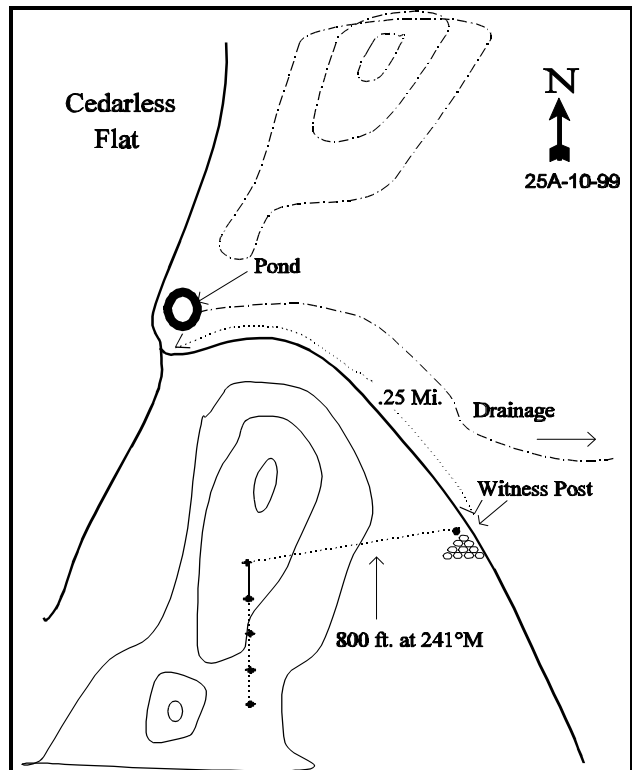 Cedarless
Flat
N
25A-10-99
Pond
.25 Mi.
Drainage
Witness Post
800 ft. at 241°M